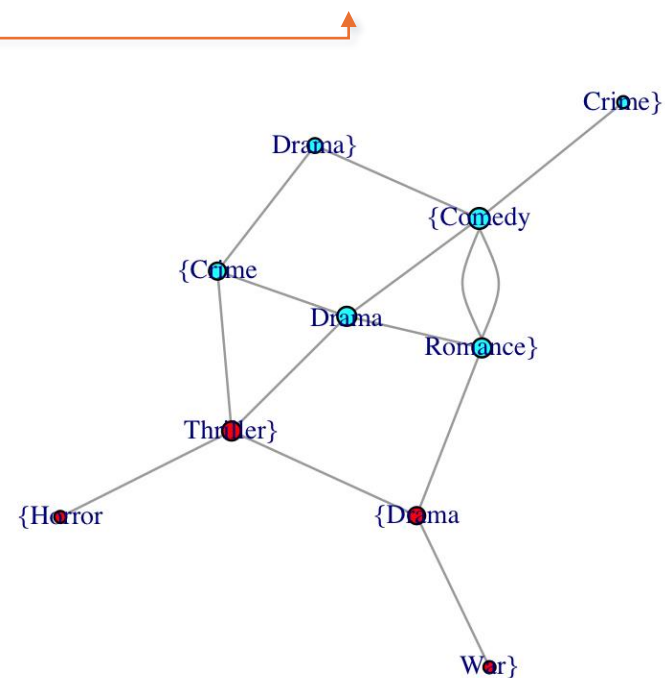 Crime}
Drama}
{Comedy
{Crime
Drama
Romance}
Thriller}
{Horror
{Drama
War}